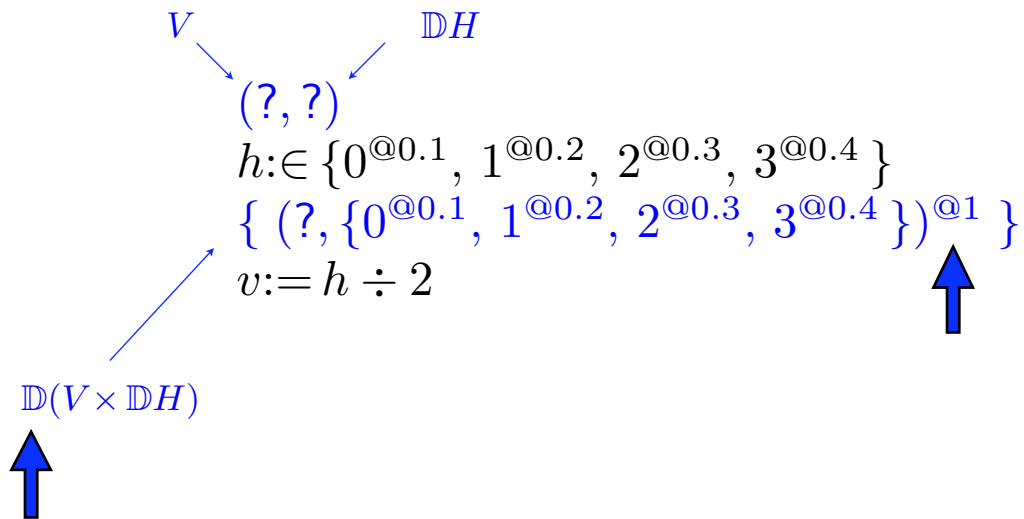 V 𝔻H
(?, ?)
h:∈ {0^{@0.1}, 1^{@0.2}, 2^{@0.3}, 3^{@0.4} }
{ (?, {0^{@0.1}, 1^{@0.2}, 2^{@0.3}, 3^{@0.4} })^{@1} }
v:= h ÷ 2
𝔻(V × 𝔻H)